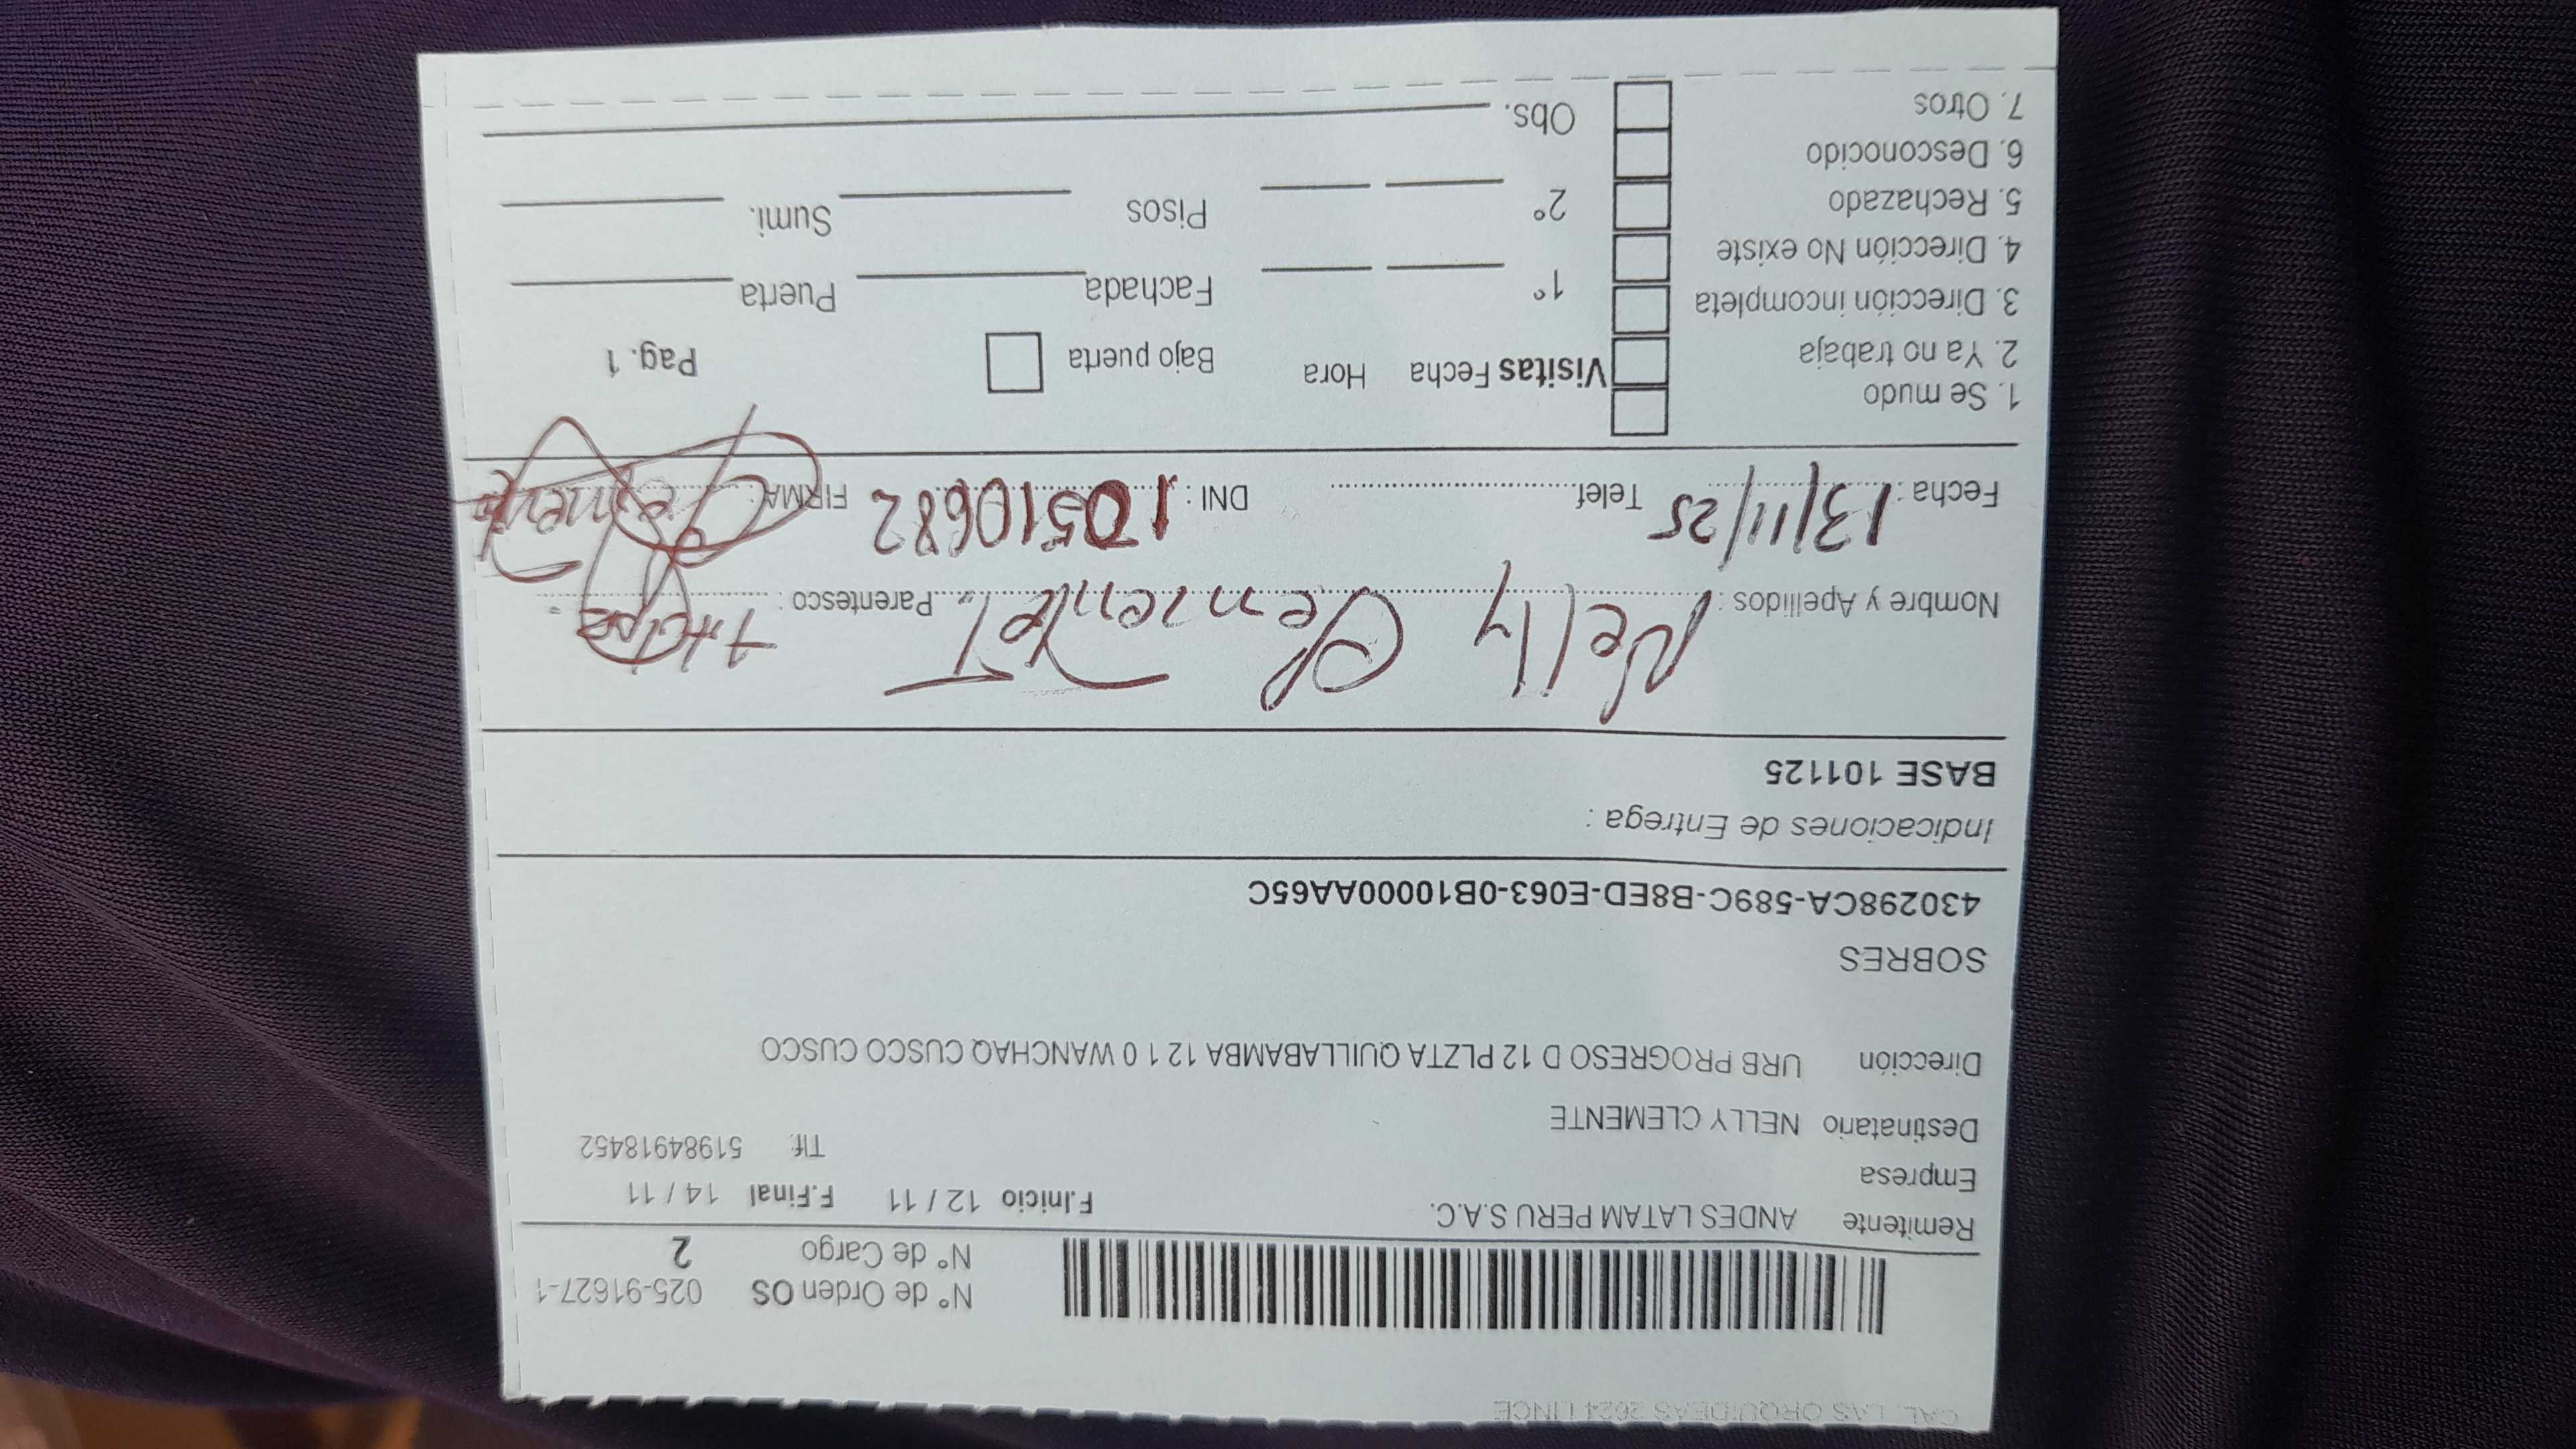 CAL. LAS ORQUIDEAS 2624 LINCE
N° de Orden OS 025-91627-1
N° de Cargo 2
Remitente ANDES LATAM PERU S.A.C. F.Inicio 12 / 11 F.Final 14 / 11
Empresa Tlf. 51984918452
Destinatario NELLY CLEMENTE
Dirección URB PROGRESO D 12 PLZTA QUILLABAMBA 12 1 0 WANCHAQ CUSCO CUSCO
SOBRES
430298CA-589C-B8ED-E063-0B10000AA65C
Indicaciones de Entrega :
BASE 101125
Nombre y Apellidos : Nelly Clemente T. Parentesco :
Fecha : 13/11/25 Telef. DNI : 10510682 FIRMA :
1. Se mudo
2. Ya no trabaja Visitas Fecha Hora Bajo puerta Pag. 1
3. Dirección incompleta 1° Fachada Puerta
4. Dirección No existe
5. Rechazado 2° Pisos Sumi.
6. Desconocido
7. Otros Obs.